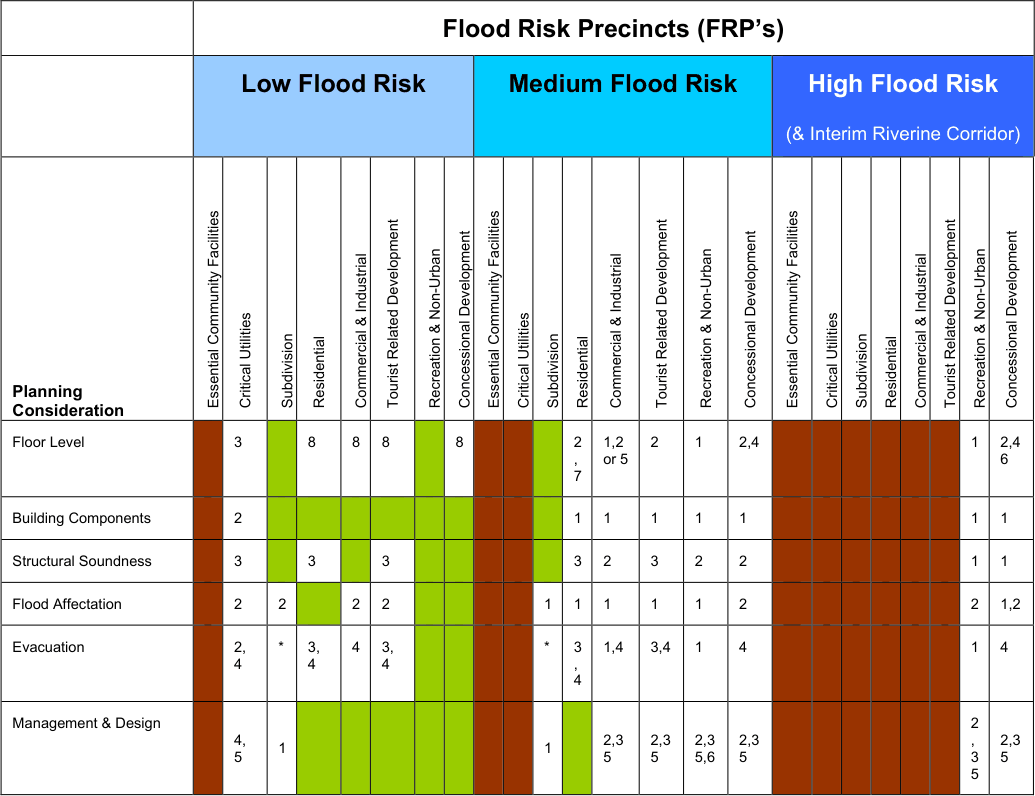 Flood Risk Precincts (FRP's)
Low Flood Risk
Medium Flood Risk
High Flood Risk
(& Interim Riverine Corridor)
Planning
Consideration
Essential Community Facilities
Critical Utilities
Subdivision
Residential
Commercial & Industrial
Tourist Related Development
Recreation & Non-Urban
Concessional Development
Essential Community Facilities
Critical Utilities
Subdivision
Residential
Commercial & Industrial
Tourist Related Development
Recreation & Non-Urban
Concessional Development
Essential Community Facilities
Critical Utilities
Subdivision
Residential
Commercial & Industrial
Tourist Related Development
Recreation & Non-Urban
Concessional Development
Floor Level
3
8
8
8
8
2
,
7
1,2
or 5
2
1
2,4
1
2,4
6
Building Components
2
1
1
1
1
1
1
1
Structural Soundness
3
3
3
3
2
3
2
2
1
1
Flood Affectation
2
2
2
2
1
1
1
1
1
2
2
1,2
Evacuation
2,
4
*
3,
4
4
3,
4
*
3
,
4
1,4
3,4
1
4
1
4
Management & Design
4,
5
1
1
2,3
5
2,3
5
2,3
5,6
2,3
5
2
,
3
5
2,3
5